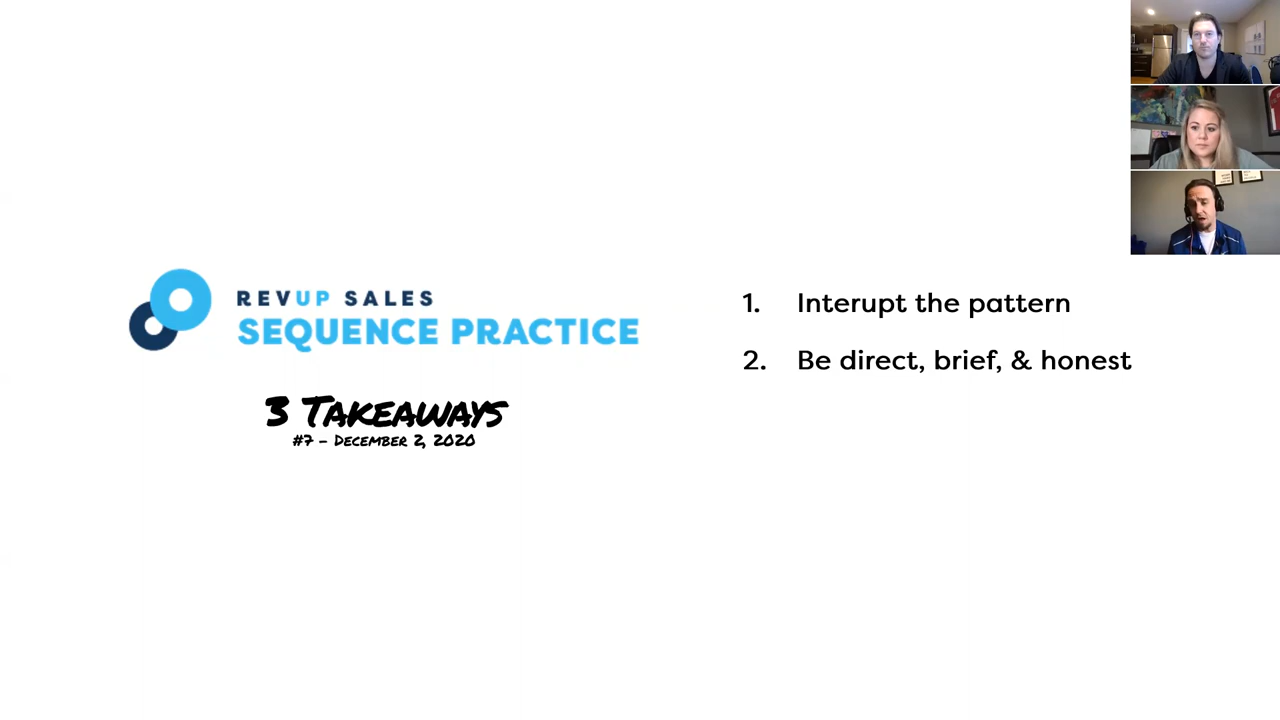 REVUP SALES
SEQUENCE PRACTICE
3 TAKEAWAYS
#7 – DECEMBER 2, 2020
1. Interupt the pattern
2. Be direct, brief, & honest